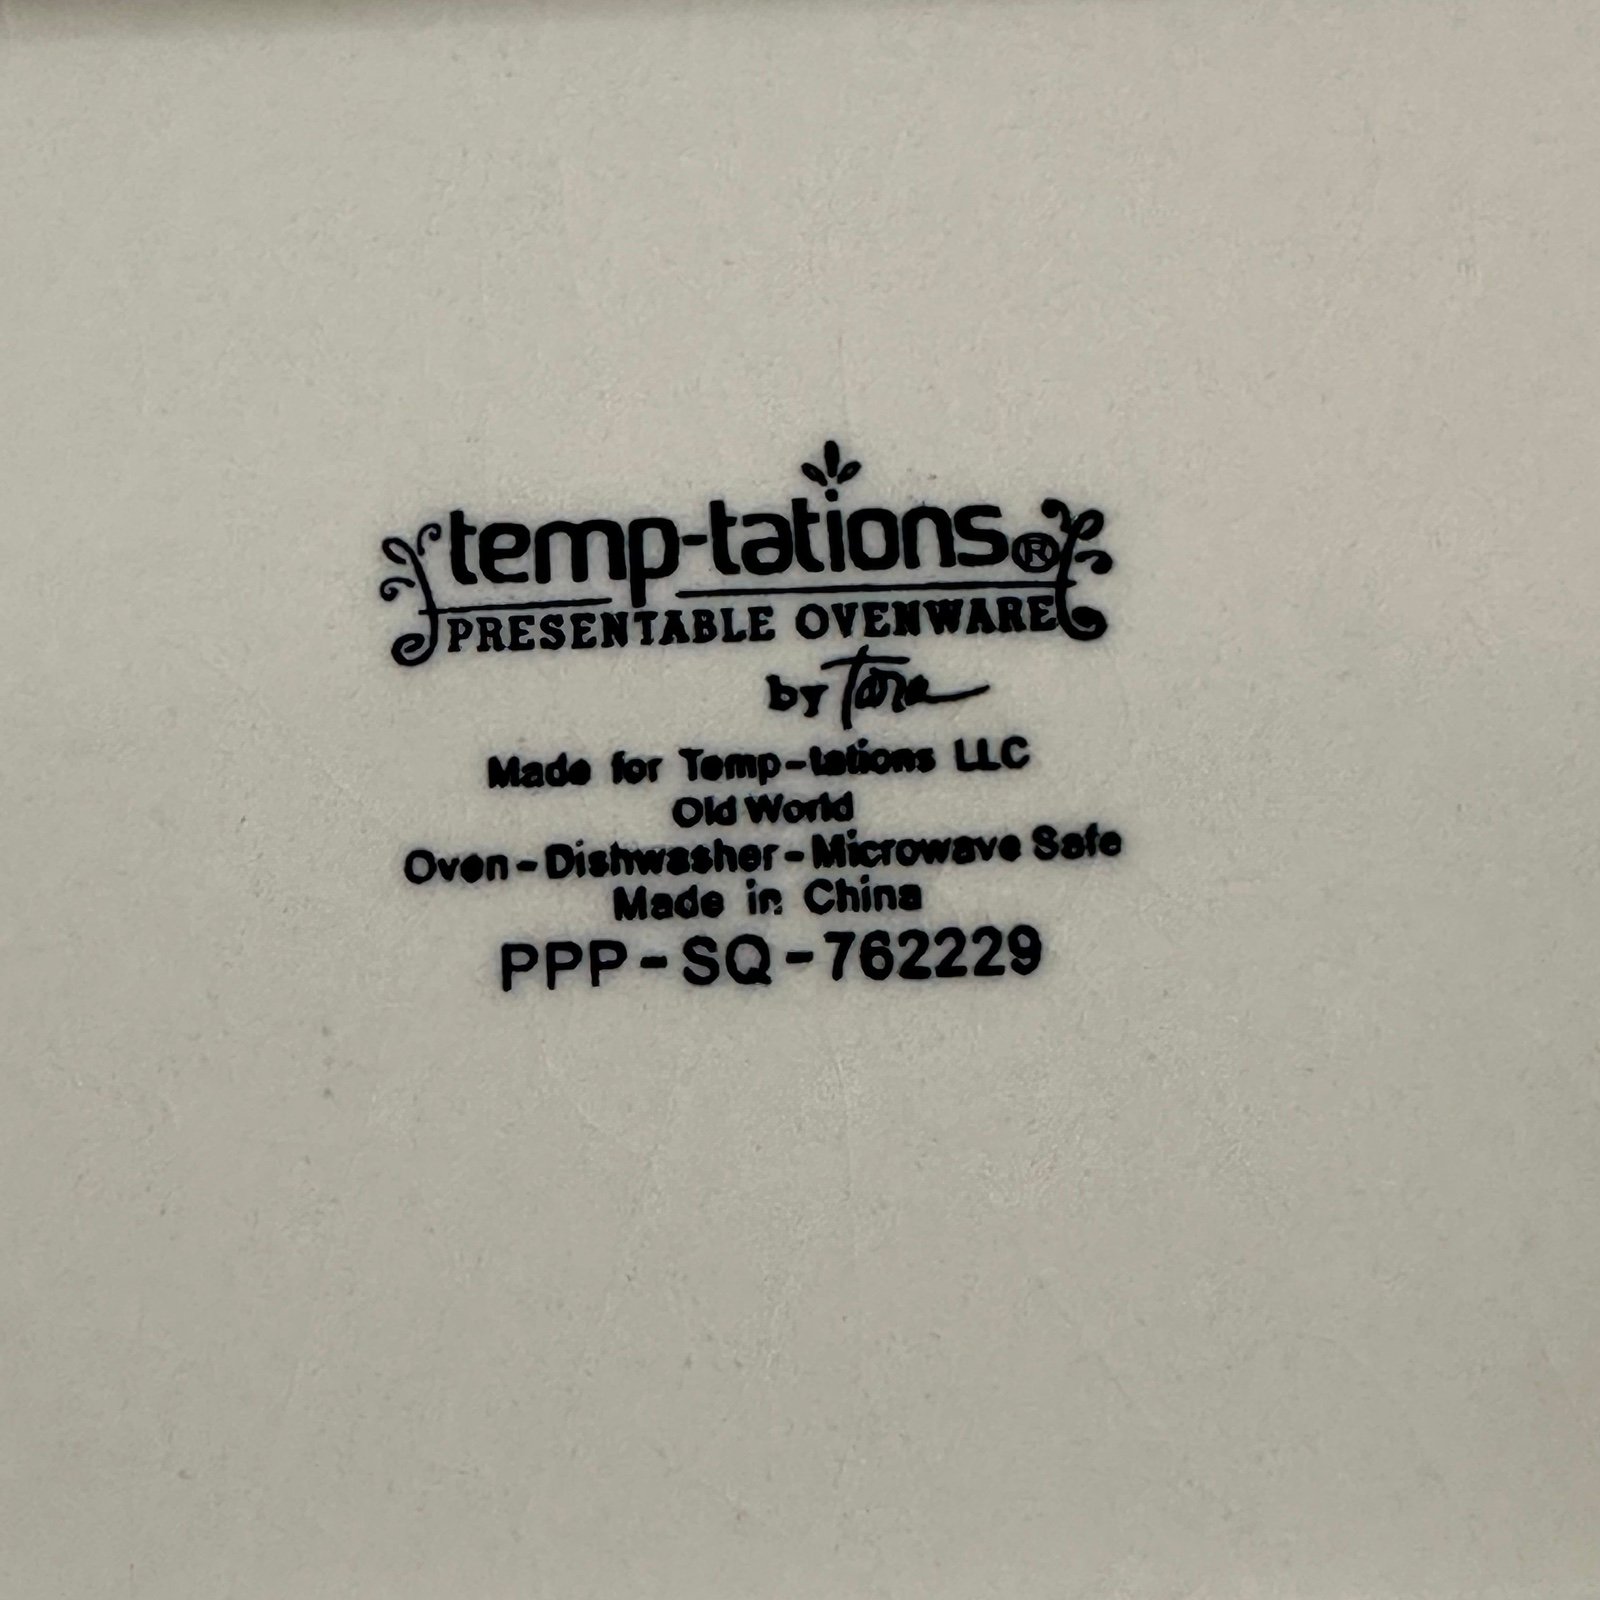 temp-tations®
PRESENTABLE OVENWARE
by Tara
Made for Temp-tations LLC
Old World
Oven-Dishwasher-Microwave Safe
Made in China
PPP-SQ-762229